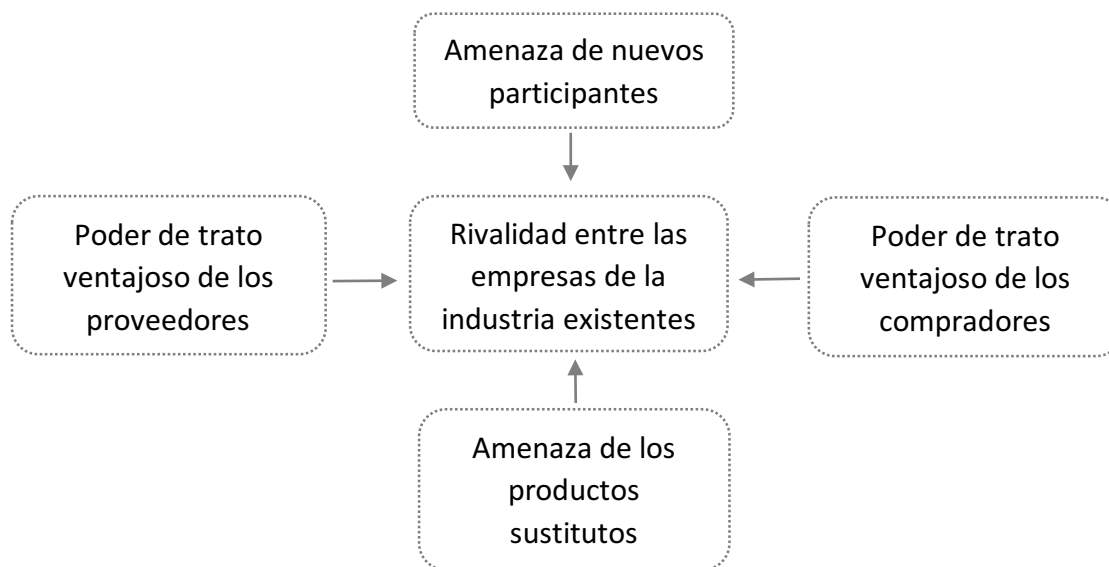 Amenaza de nuevos
participantes
Poder de trato
ventajoso de los
proveedores
Rivalidad entre las
empresas de la
industria existentes
Poder de trato
ventajoso de los
compradores
Amenaza de los
productos
sustitutos